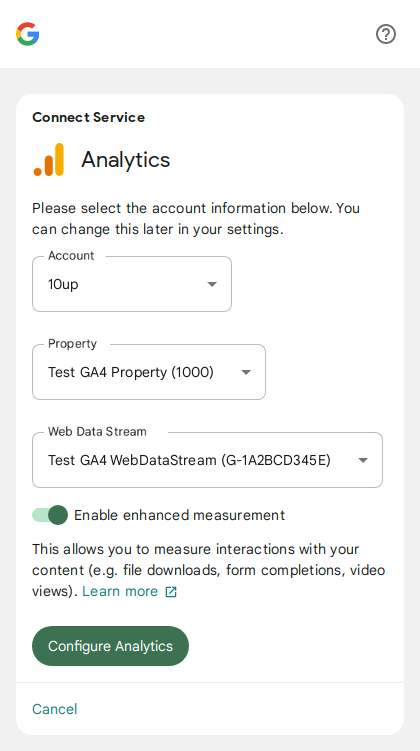 Connect Service
Analytics
Please select the account information below. You
can change this later in your settings.
Account
10up
Property
Test GA4 Property (1000)
Web Data Stream
Test GA4 WebDataStream (G-1A2BCD345E)
Enable enhanced measurement
This allows you to measure interactions with your
content (e.g. file downloads, form completions, video
views). Learn more
Configure Analytics
Cancel